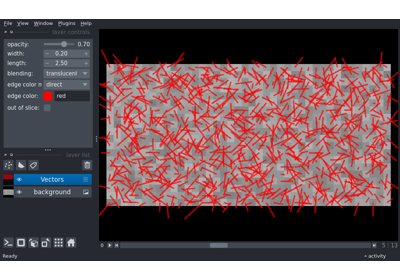 File View Window Plugins Help
layer controls
opacity: 0.70
width: 0.20
length: 2.50
blending: translucent
edge color direct
edge color: red
out of slice:
layer list
Vectors
background
0 5 13
Ready activity